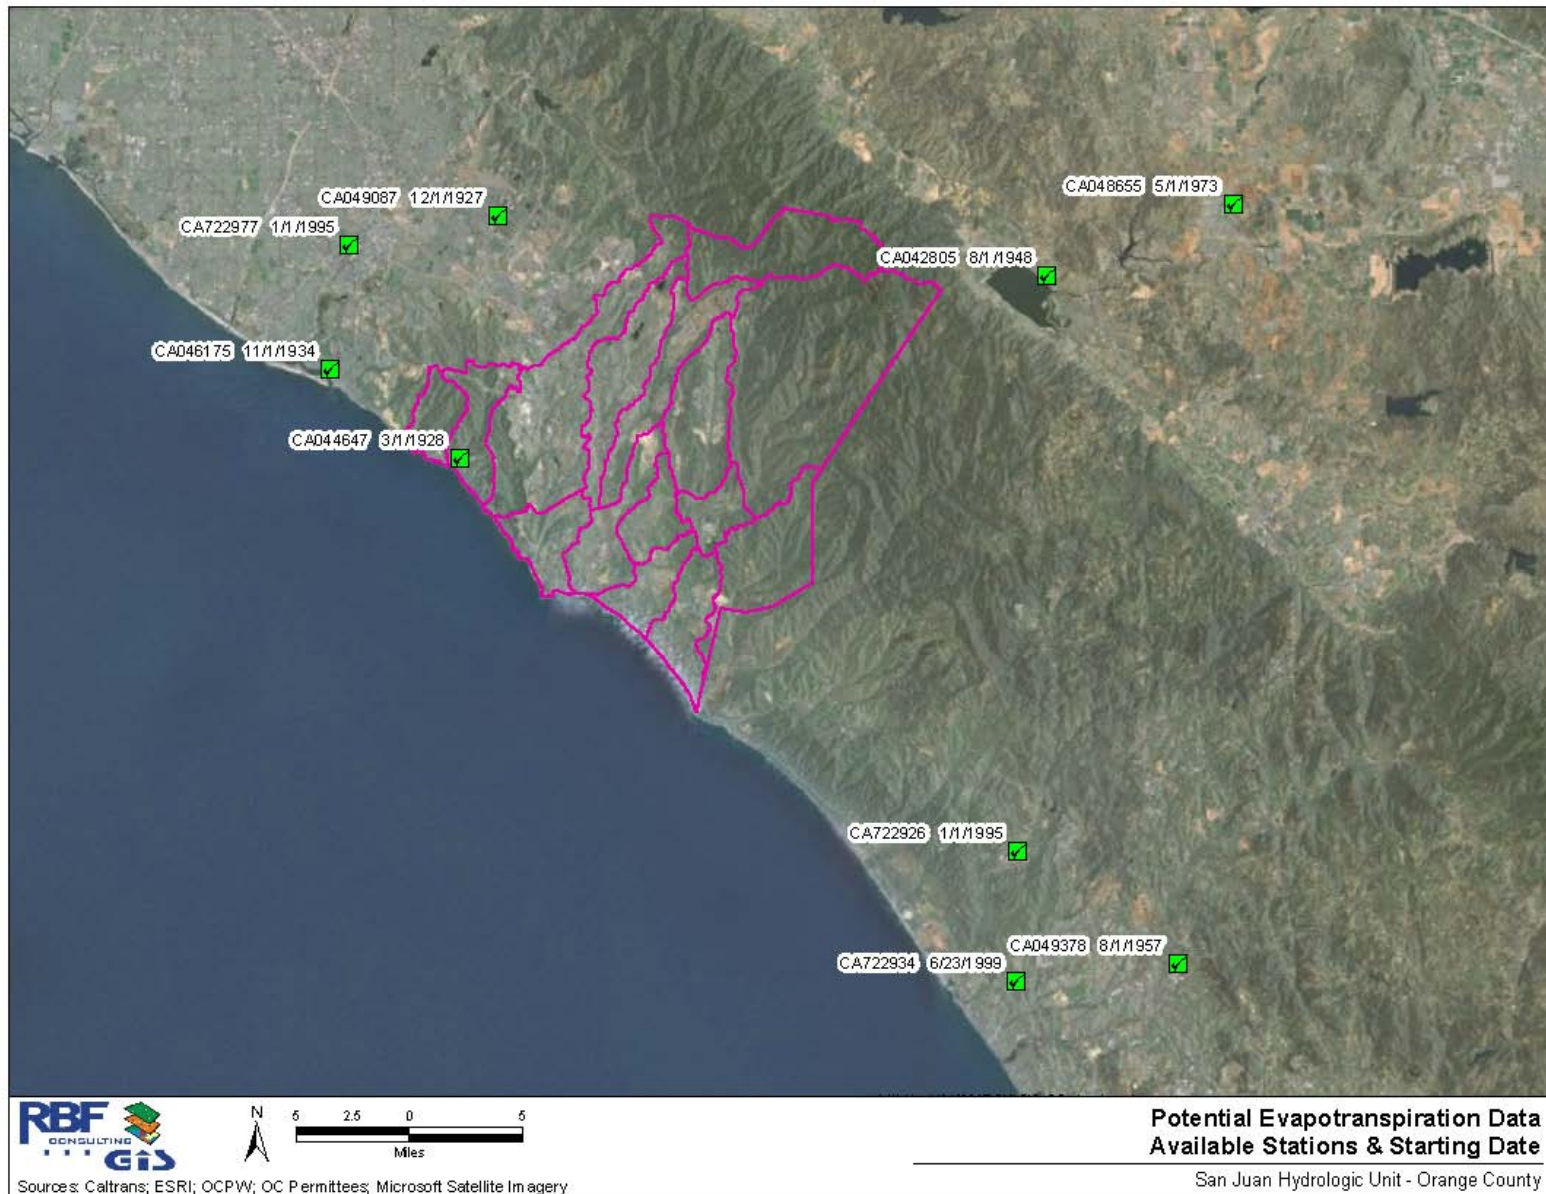 CA049087 12/1/1927
CA048655 5/1/1973
CA722977 1/1/1995
CA042805 8/1/1948
CA046175 11/1/1934
CA044647 3/1/1928
CA722926 1/1/1995
CA049378 8/1/1957
CA722934 6/23/1999
RBF
CONSULTING
GIS
N
5 2.5 0 5
Miles
Potential Evapotranspiration Data
Available Stations & Starting Date
San Juan Hydrologic Unit - Orange County
Sources: Caltrans; ESRI; OCPW; OC Permittees; Microsoft Satellite Imagery